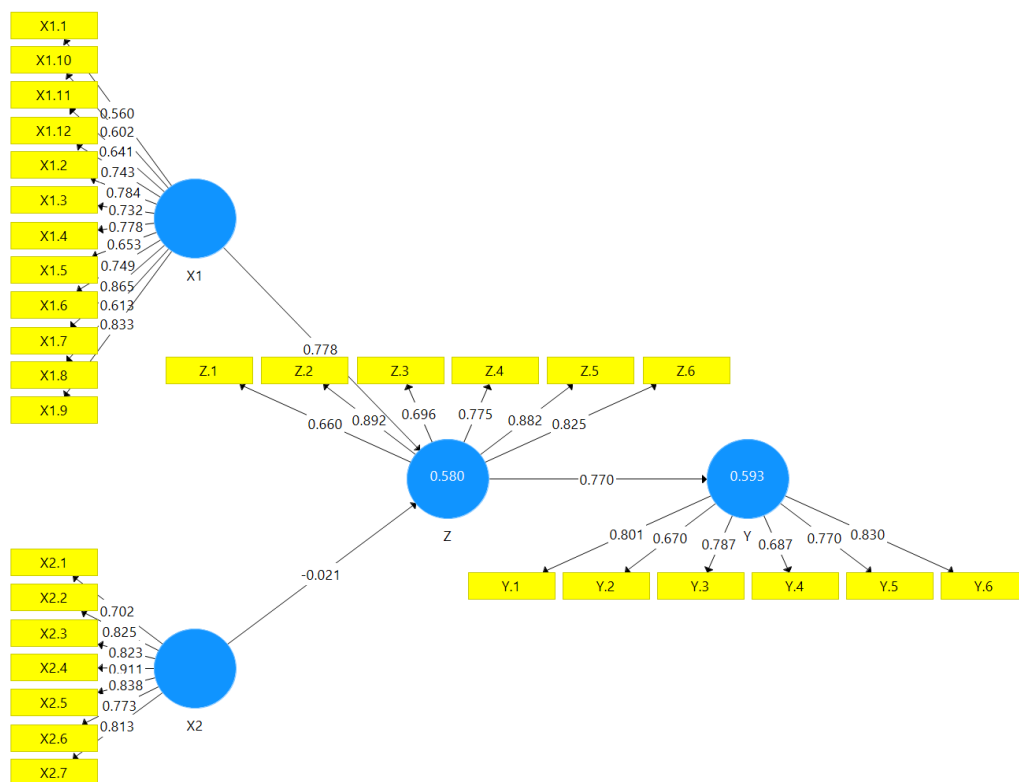 X1.1
X1.10
X1.11
X1.12
X1.2
X1.3
X1.4
X1.5
X1.6
X1.7
X1.8
X1.9
0.560
0.602
0.641
0.743
0.784
0.732
0.778
0.653
0.749
0.865
0.613
0.833
X1
0.778
Z.1
Z.2
Z.3
Z.4
Z.5
Z.6
0.660
0.892
0.696
0.775
0.882
0.825
0.580
Z
0.770
0.593
Y
0.801
0.670
0.787
0.687
0.770
0.830
Y.1
Y.2
Y.3
Y.4
Y.5
Y.6
-0.021
X2.1
X2.2
X2.3
X2.4
X2.5
X2.6
X2.7
0.702
0.825
0.823
0.911
0.838
0.773
0.813
X2